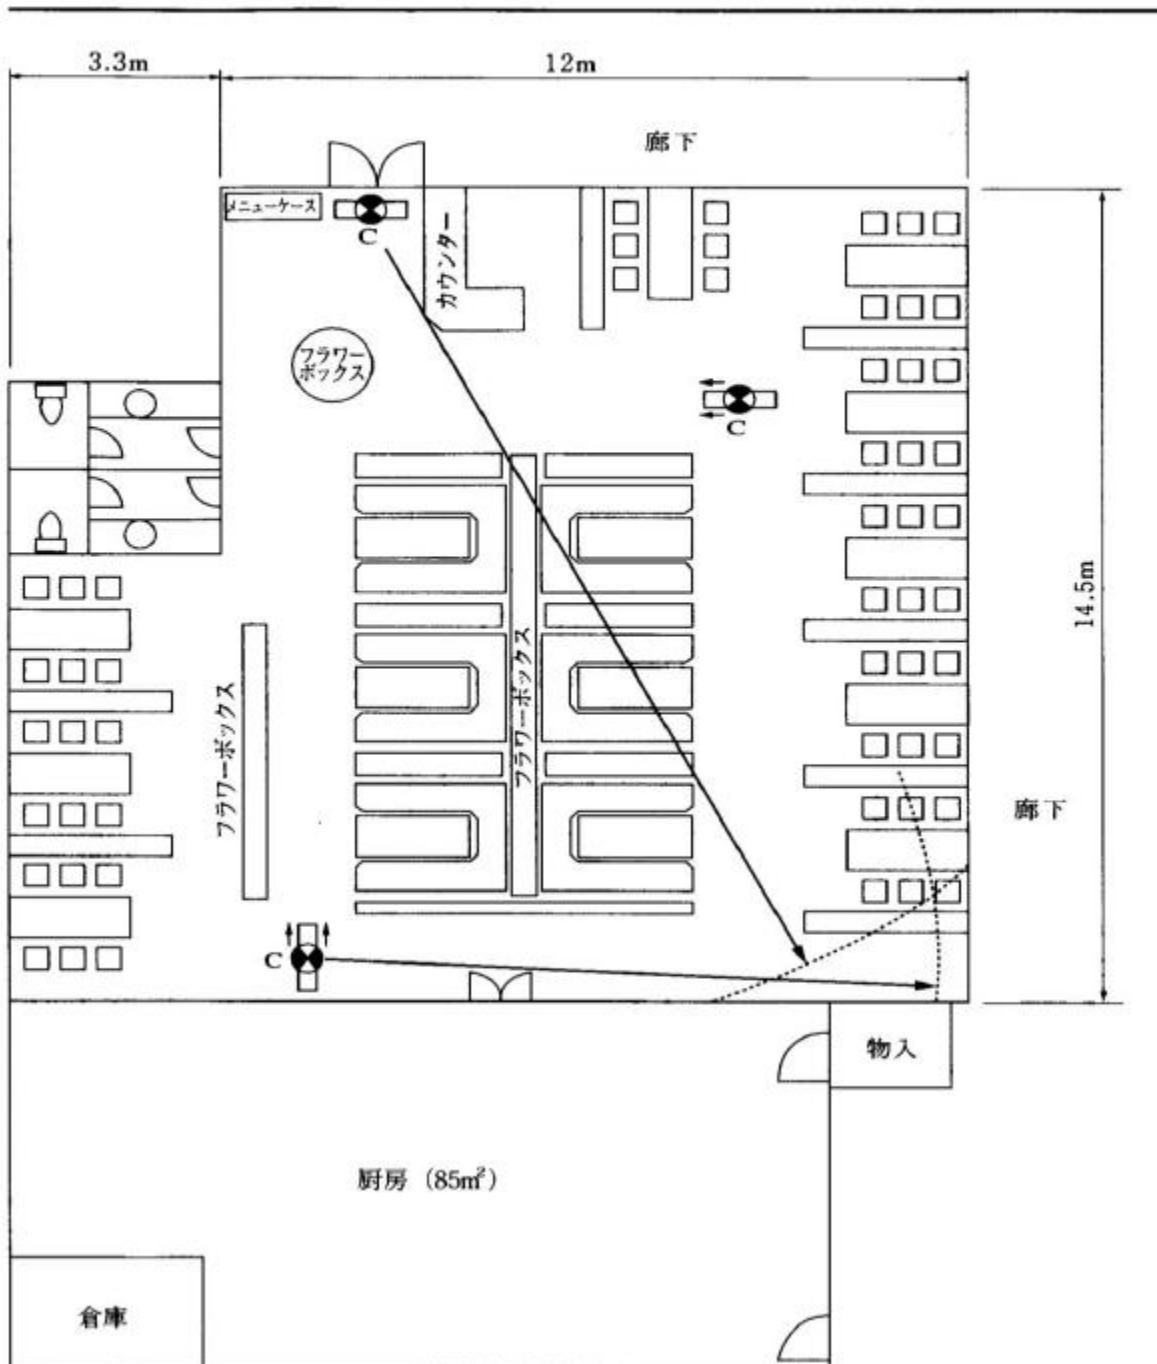 3.3m
12m
廊下
メニューケース
C
カウンター
フラワー
ボックス
C
14.5m
フラワーボックス
フラワーボックス
廊下
C
物入
厨房 (85㎡)
倉庫